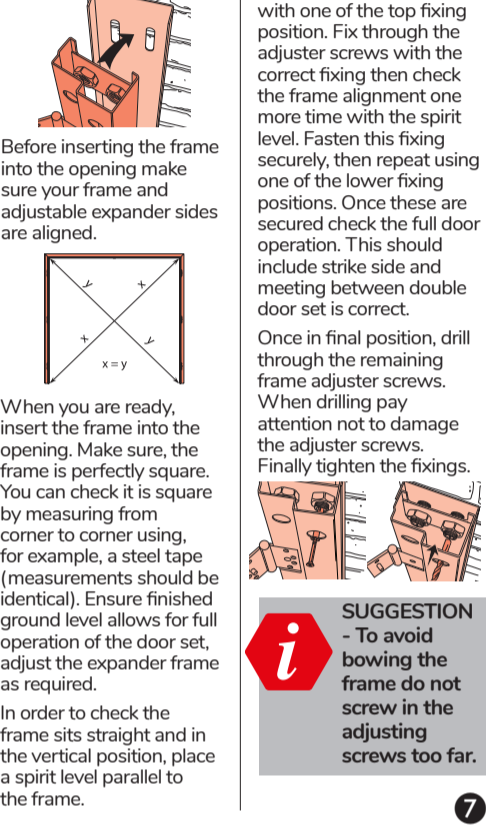 Before inserting the frame
into the opening make
sure your frame and
adjustable expander sides
are aligned.
y
x
x
y
x = y
When you are ready,
insert the frame into the
opening. Make sure, the
frame is perfectly square.
You can check it is square
by measuring from
corner to corner using,
for example, a steel tape
(measurements should be
identical). Ensure finished
ground level allows for full
operation of the door set,
adjust the expander frame
as required.
In order to check the
frame sits straight and in
the vertical position, place
a spirit level parallel to
the frame.
with one of the top fixing
position. Fix through the
adjuster screws with the
correct fixing then check
the frame alignment one
more time with the spirit
level. Fasten this fixing
securely, then repeat using
one of the lower fixing
positions. Once these are
secured check the full door
operation. This should
include strike side and
meeting between double
door set is correct.
Once in final position, drill
through the remaining
frame adjuster screws.
When drilling pay
attention not to damage
the adjuster screws.
Finally tighten the fixings.
i
SUGGESTION
- To avoid
bowing the
frame do not
screw in the
adjusting
screws too far.
7